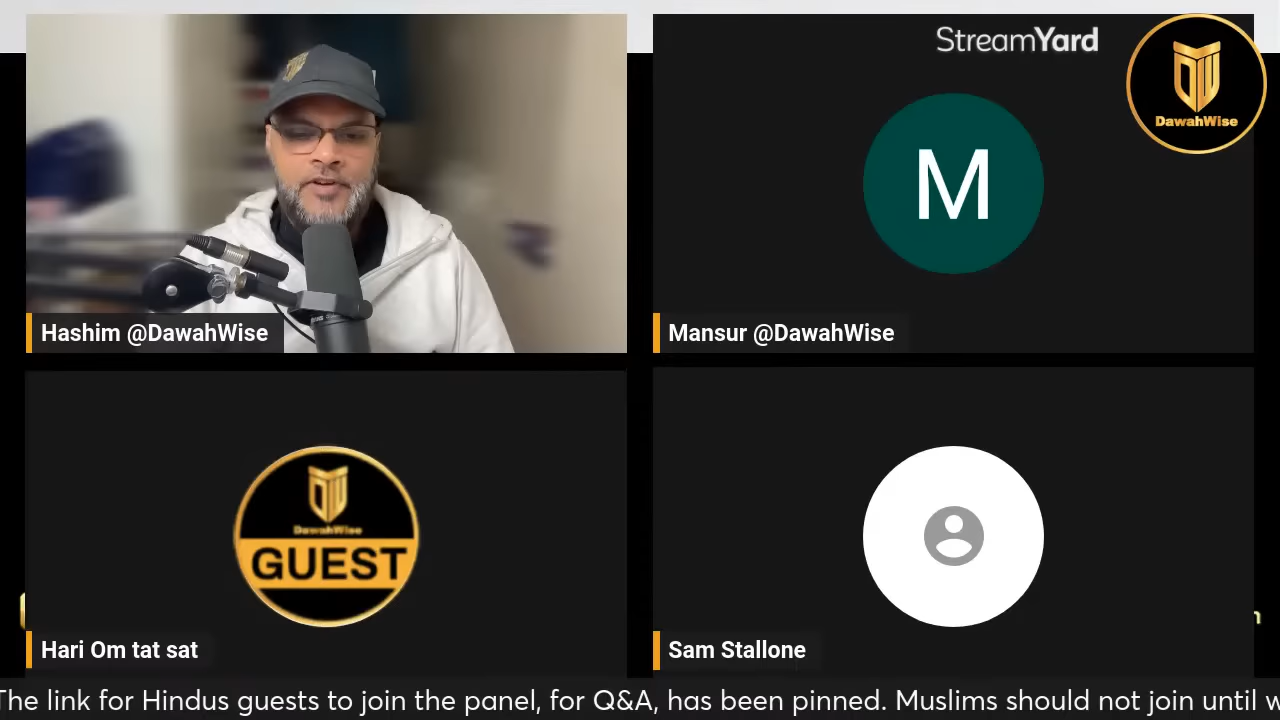 StreamYard
DawahWise
M
Hashim @DawahWise
Mansur @DawahWise
DawahWise
GUEST
Hari Om tat sat
Sam Stallone
The link for Hindus guests to join the panel, for Q&A, has been pinned. Muslims should not join until